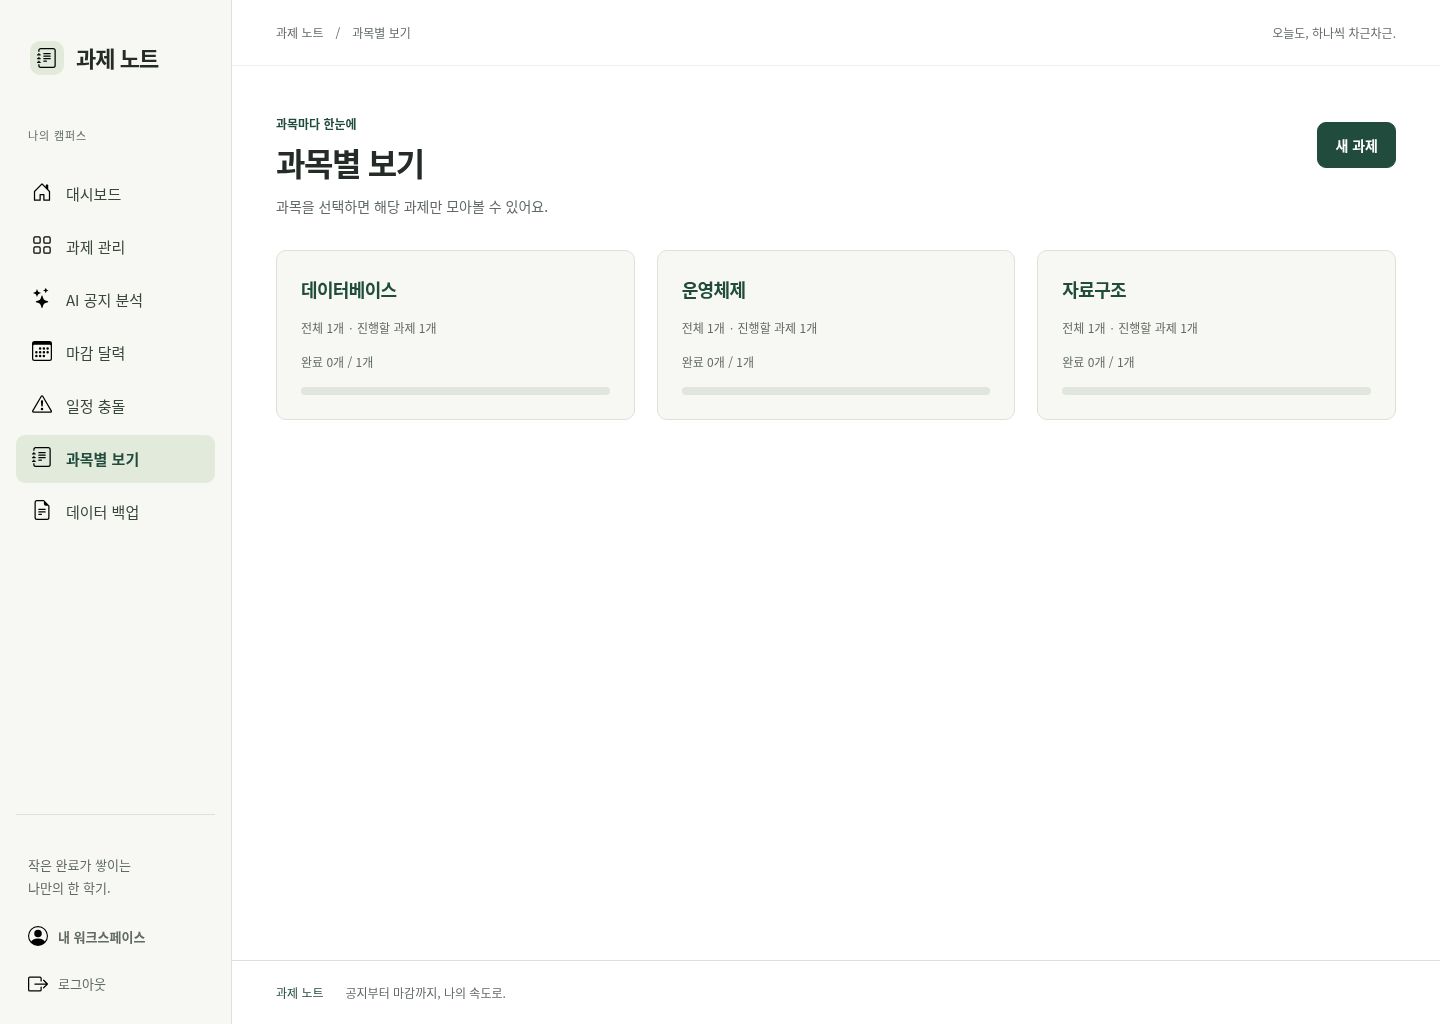 과제 노트
나의 캠퍼스
대시보드
과제 관리
AI 공지 분석
마감 달력
일정 충돌
과목별 보기
데이터 백업
작은 완료가 쌓이는
나만의 한 학기.
내 워크스페이스
로그아웃
과제 노트 / 과목별 보기
오늘도, 하나씩 차근차근.
과목마다 한눈에
과목별 보기
과목을 선택하면 해당 과제만 모아볼 수 있어요.
새 과제
데이터베이스
전체 1개 · 진행할 과제 1개
완료 0개 / 1개
운영체제
전체 1개 · 진행할 과제 1개
완료 0개 / 1개
자료구조
전체 1개 · 진행할 과제 1개
완료 0개 / 1개
과제 노트 공지부터 마감까지, 나의 속도로.